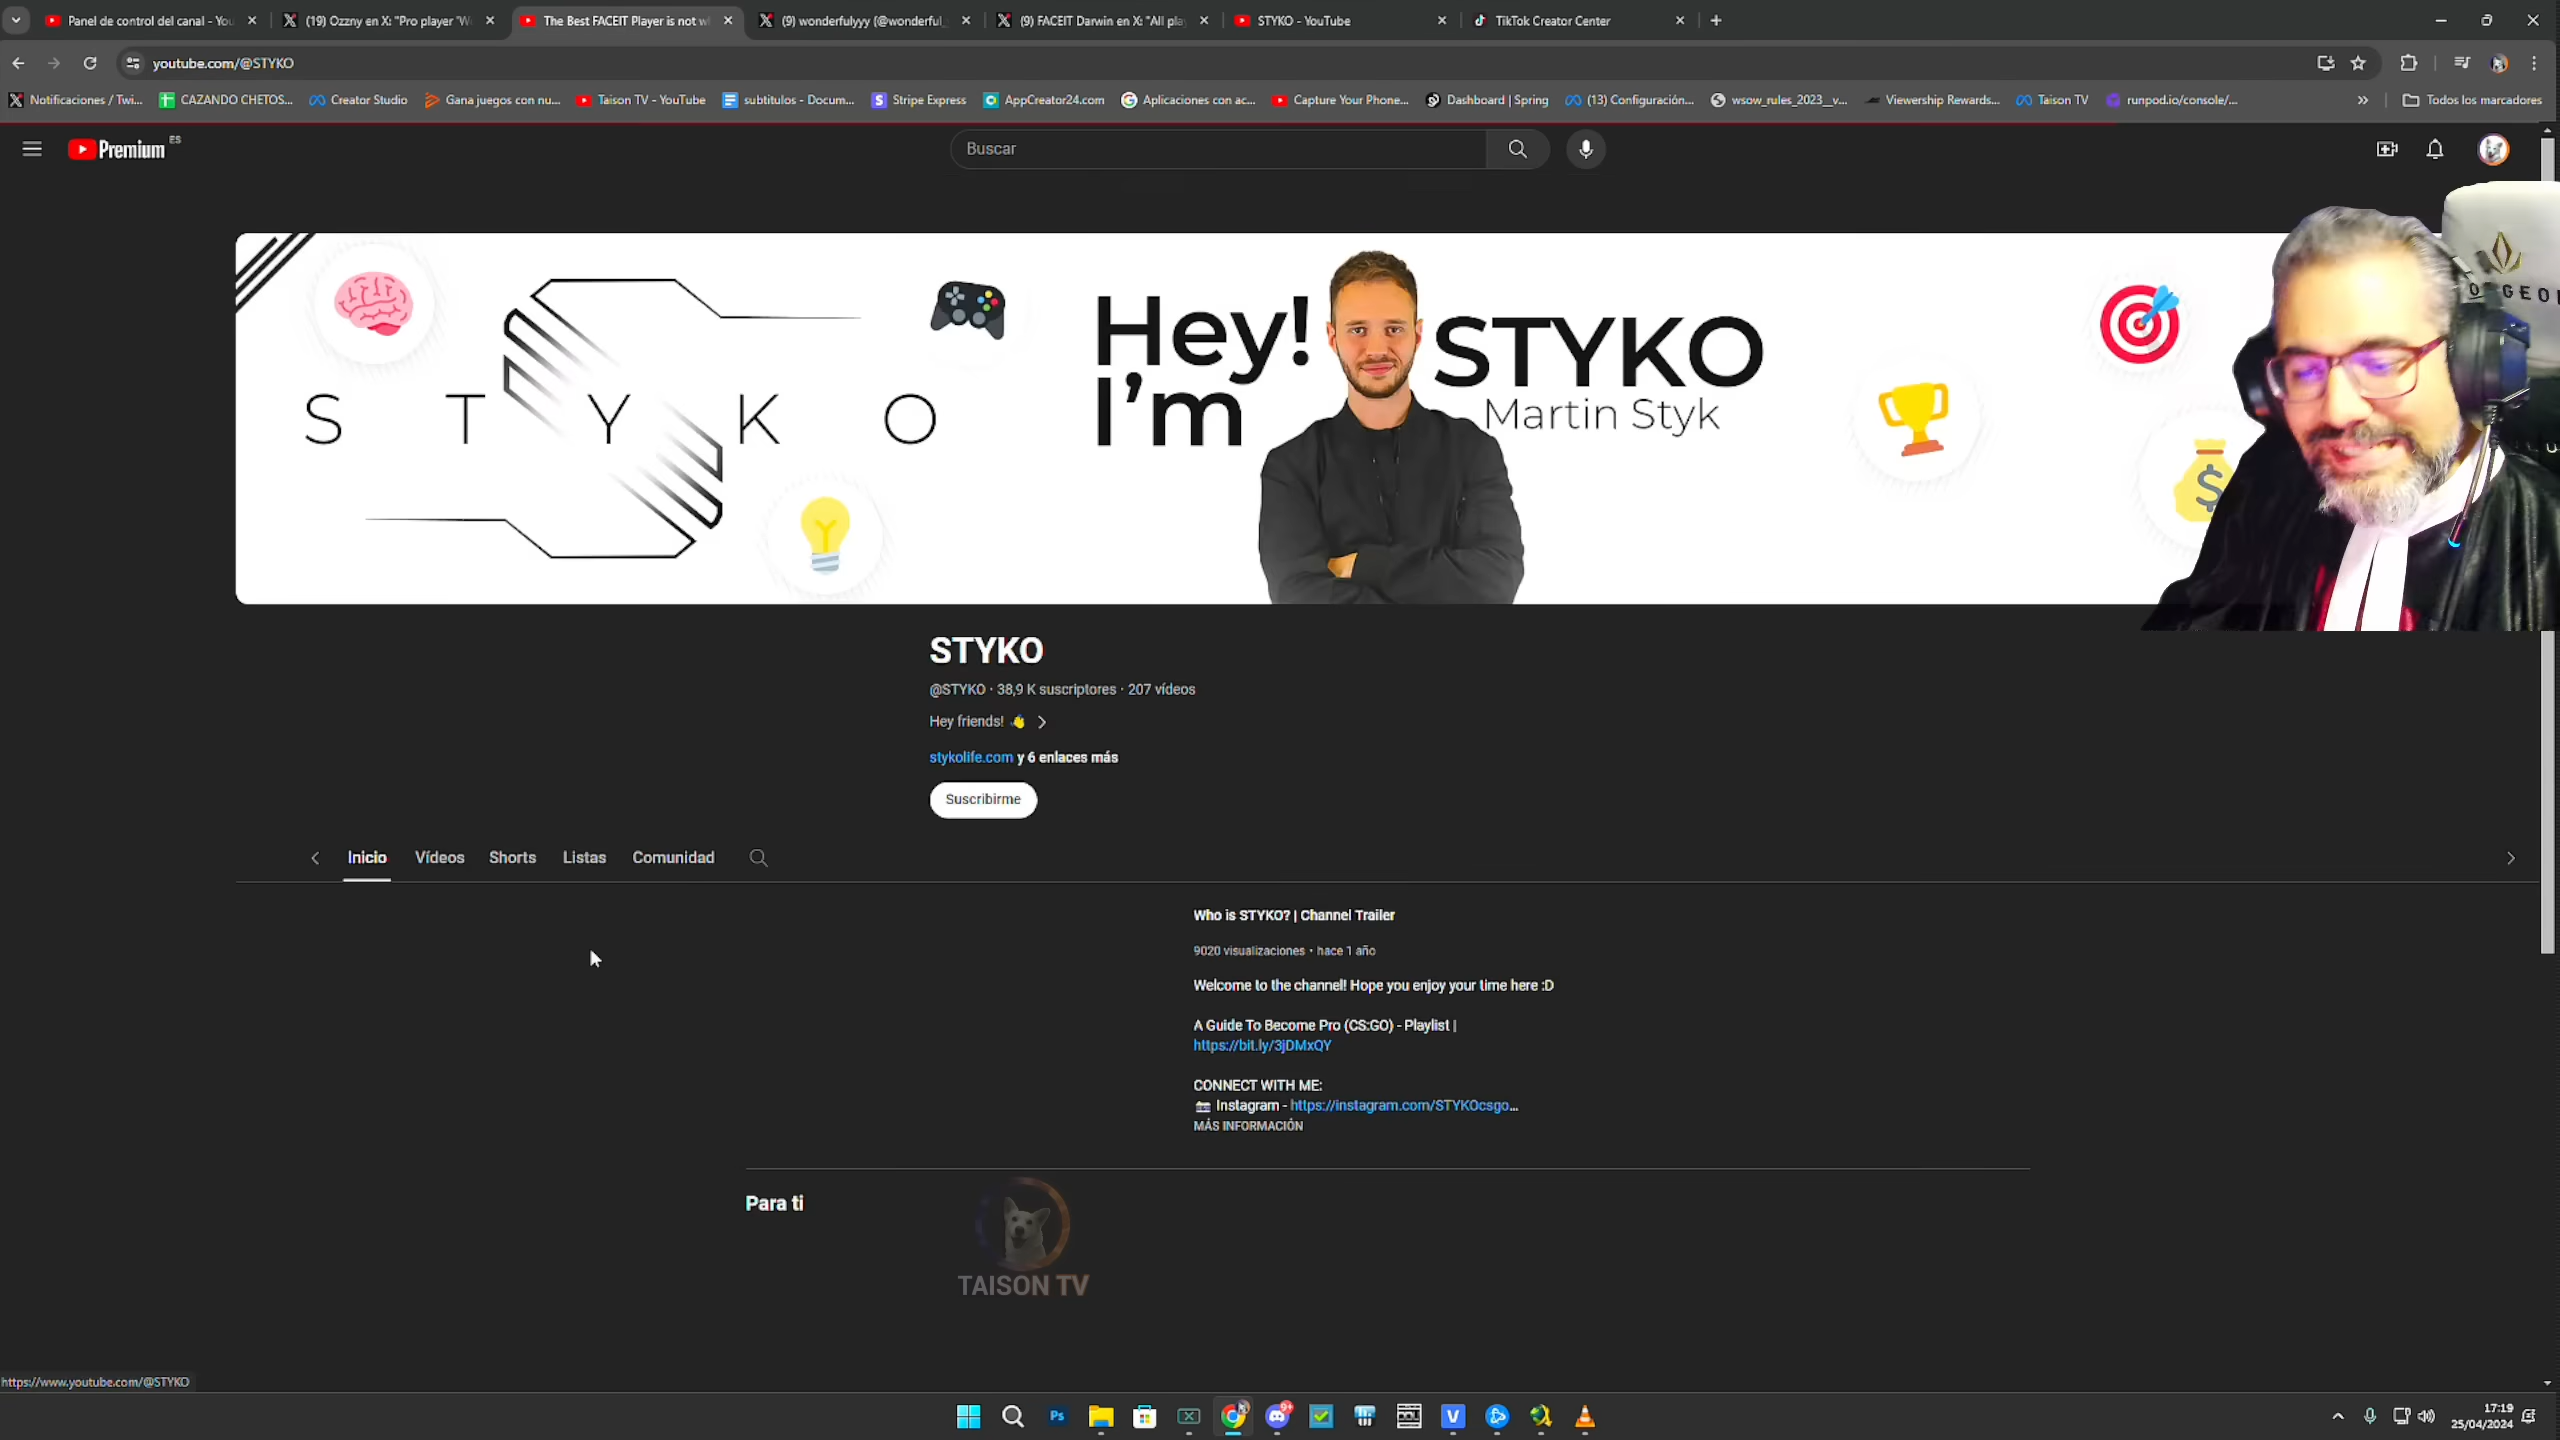 Panel de control del canal - You
(19) Ozzny en X: "Pro player 'W
The Best FACEIT Player is not w
(9) wonderfulyyy (@wonderful_
(9) FACEIT Darwin en X: "All pla
STYKO - YouTube
TikTok Creator Center
youtube.com/@STYKO
Notificaciones / Twi...
CAZANDO CHETOS...
Creator Studio
Gana juegos con nu...
Taison TV - YouTube
subtitulos - Docum...
Stripe Express
AppCreator24.com
Aplicaciones con ac...
Capture Your Phone...
Dashboard | Spring
(13) Configuración...
wsow_rules_2023__v...
Viewership Rewards...
Taison TV
runpod.io/console/...
Todos los marcadores
Premium ES
Buscar
STYKO
Hey!
I'm
STYKO
Martin Styk
STYKO
@STYKO · 38,9 K suscriptores · 207 vídeos
Hey friends! 👋
stykolife.com y 6 enlaces más
Suscribirme
Inicio
Vídeos
Shorts
Listas
Comunidad
Who is STYKO? | Channel Trailer
9020 visualizaciones • hace 1 año
Welcome to the channel! Hope you enjoy your time here :D
A Guide To Become Pro (CS:GO) - Playlist |
https://bit.ly/3jDMxQY
CONNECT WITH ME:
📷 Instagram - https://instagram.com/STYKOcsgo...
MÁS INFORMACIÓN
Para ti
TAISON TV
https://www.youtube.com/@STYKO
Ps
9+
V
17:19
25/04/2024